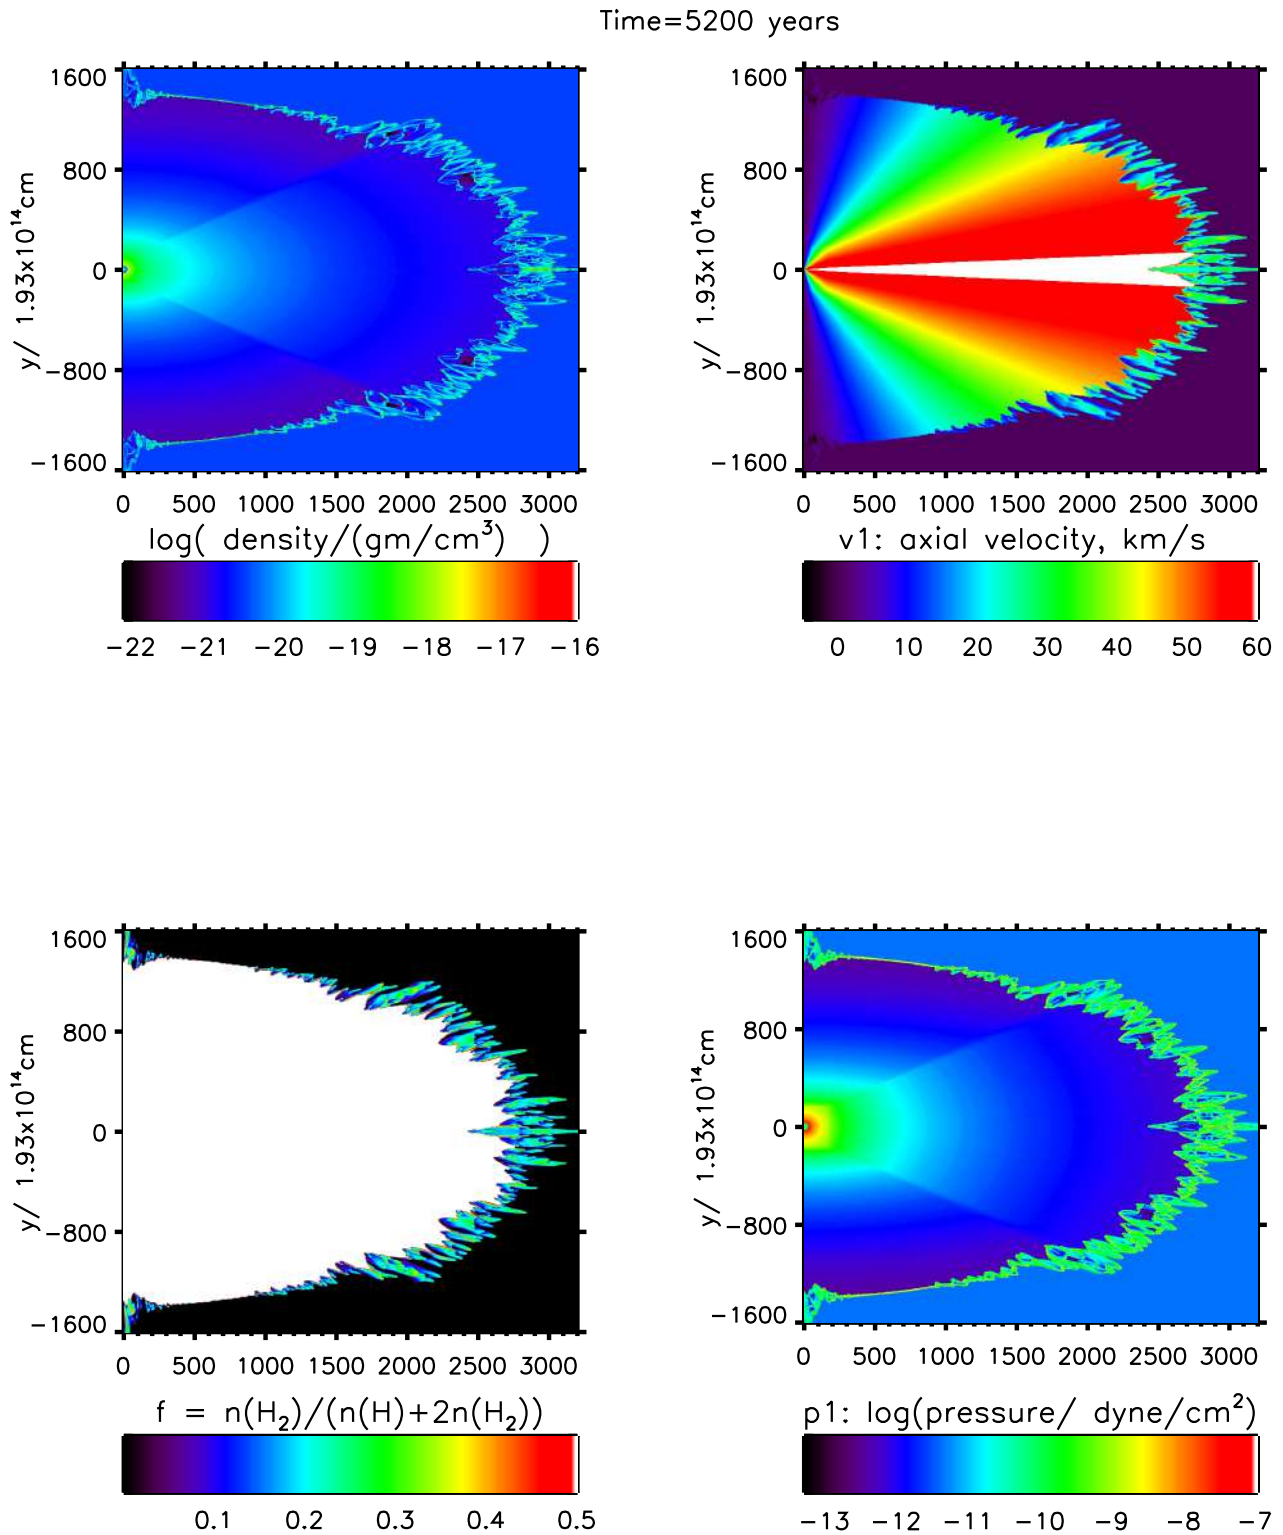 Time=5200 years
1600
800
0
−800
−1600
y/ 1.93x10¹⁴cm
0 500 1000 1500 2000 2500 3000
log( density/(gm/cm³) )
−22 −21 −20 −19 −18 −17 −16
1600
800
0
−800
−1600
y/ 1.93x10¹⁴cm
0 500 1000 1500 2000 2500 3000
v1: axial velocity, km/s
0 10 20 30 40 50 60
1600
800
0
−800
−1600
y/ 1.93x10¹⁴cm
0 500 1000 1500 2000 2500 3000
f = n(H₂)/(n(H)+2n(H₂))
0.1 0.2 0.3 0.4 0.5
1600
800
0
−800
−1600
y/ 1.93x10¹⁴cm
0 500 1000 1500 2000 2500 3000
p1: log(pressure/ dyne/cm²)
−13 −12 −11 −10 −9 −8 −7